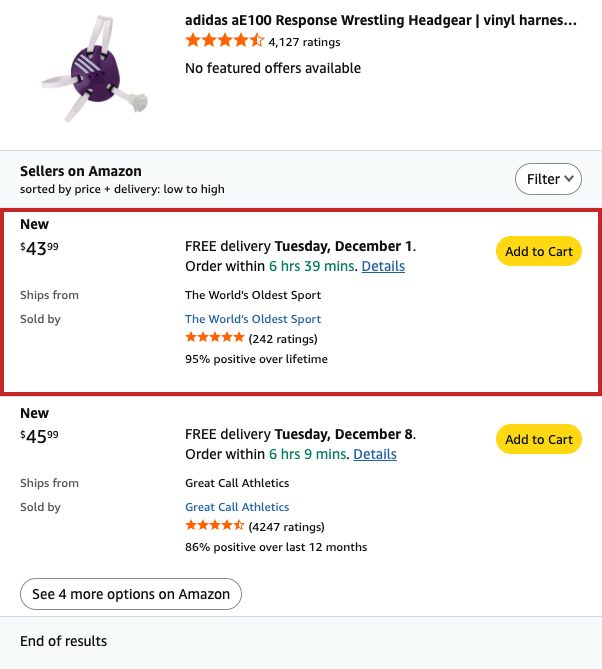 adidas aE100 Response Wrestling Headgear | vinyl harnes...
4,127 ratings
No featured offers available
Sellers on Amazon
sorted by price + delivery: low to high
Filter
New
$4399
FREE delivery Tuesday, December 1.
Add to Cart
Order within 6 hrs 39 mins. Details
Ships from
The World's Oldest Sport
Sold by
The World's Oldest Sport
(242 ratings)
95% positive over lifetime
New
$4599
FREE delivery Tuesday, December 8.
Add to Cart
Order within 6 hrs 9 mins. Details
Ships from
Great Call Athletics
Sold by
Great Call Athletics
(4247 ratings)
86% positive over last 12 months
See 4 more options on Amazon
End of results